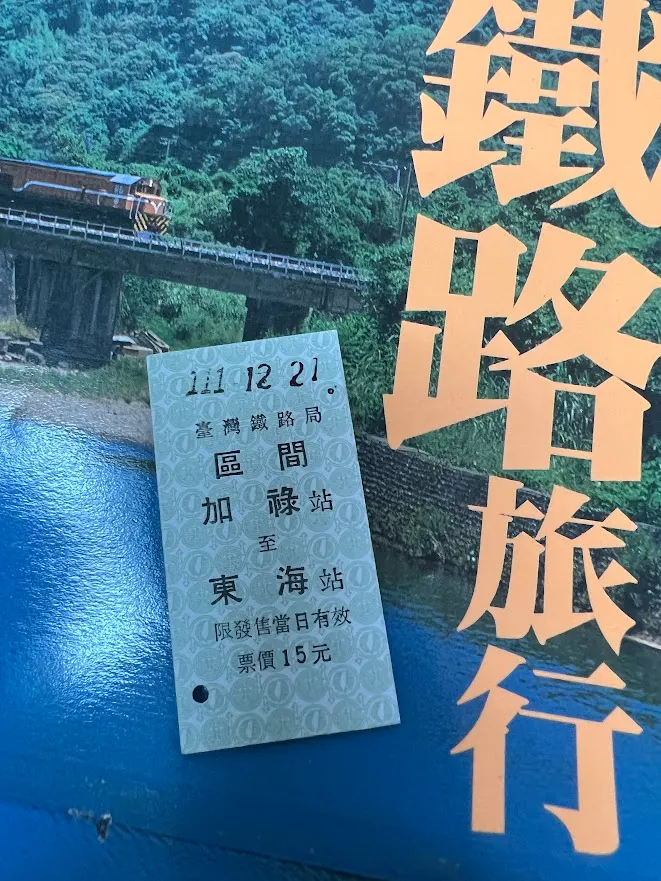 鐵路旅行
111.12.21.
臺灣鐵路局
區間
加祿站
至
東海站
限發售當日有效
票價15元